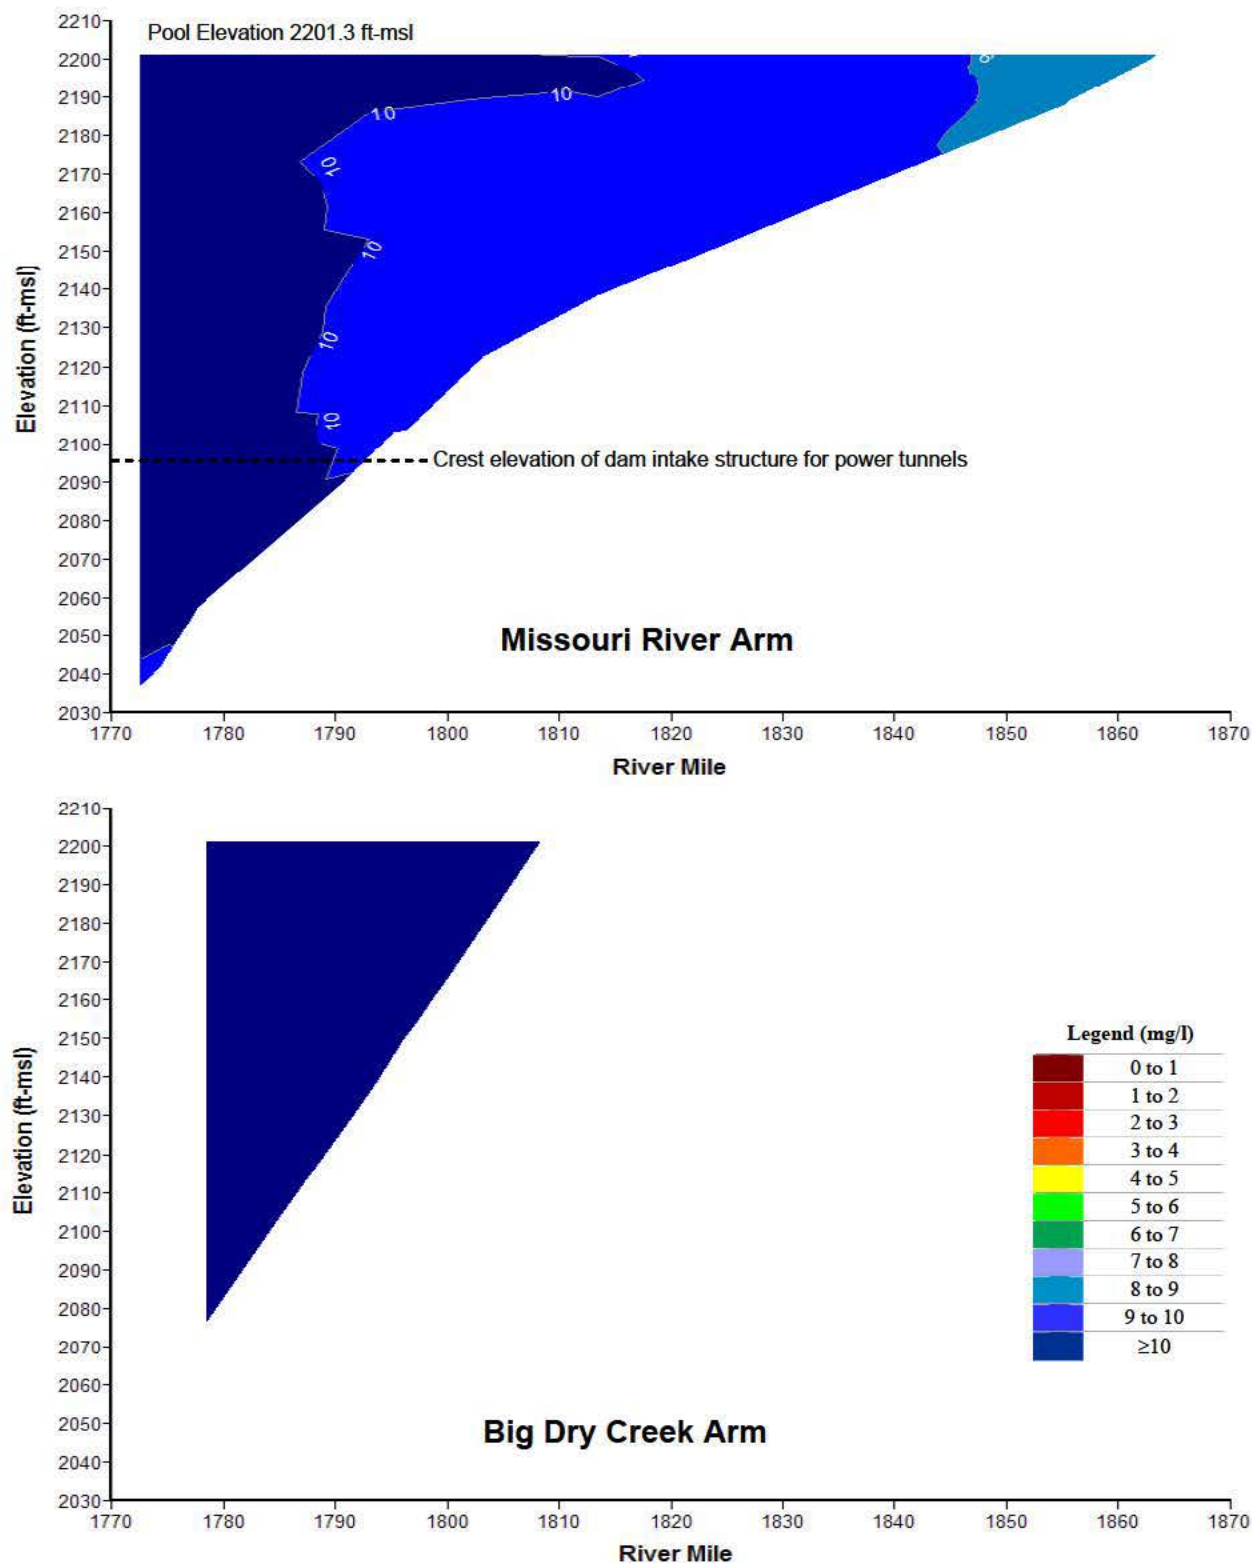 Pool Elevation 2201.3 ft-msl
2210
2200
2190
2180
2170
2160
2150
2140
2130
2120
2110
2100
2090
2080
2070
2060
2050
2040
2030
Elevation (ft-msl)
10
10
10
10
10
10
Crest elevation of dam intake structure for power tunnels
Missouri River Arm
1770 1780 1790 1800 1810 1820 1830 1840 1850 1860 1870
River Mile
2210
2200
2190
2180
2170
2160
2150
2140
2130
2120
2110
2100
2090
2080
2070
2060
2050
2040
2030
Elevation (ft-msl)
Legend (mg/l)
0 to 1
1 to 2
2 to 3
3 to 4
4 to 5
5 to 6
6 to 7
7 to 8
8 to 9
9 to 10
≥10
Big Dry Creek Arm
1770 1780 1790 1800 1810 1820 1830 1840 1850 1860 1870
River Mile